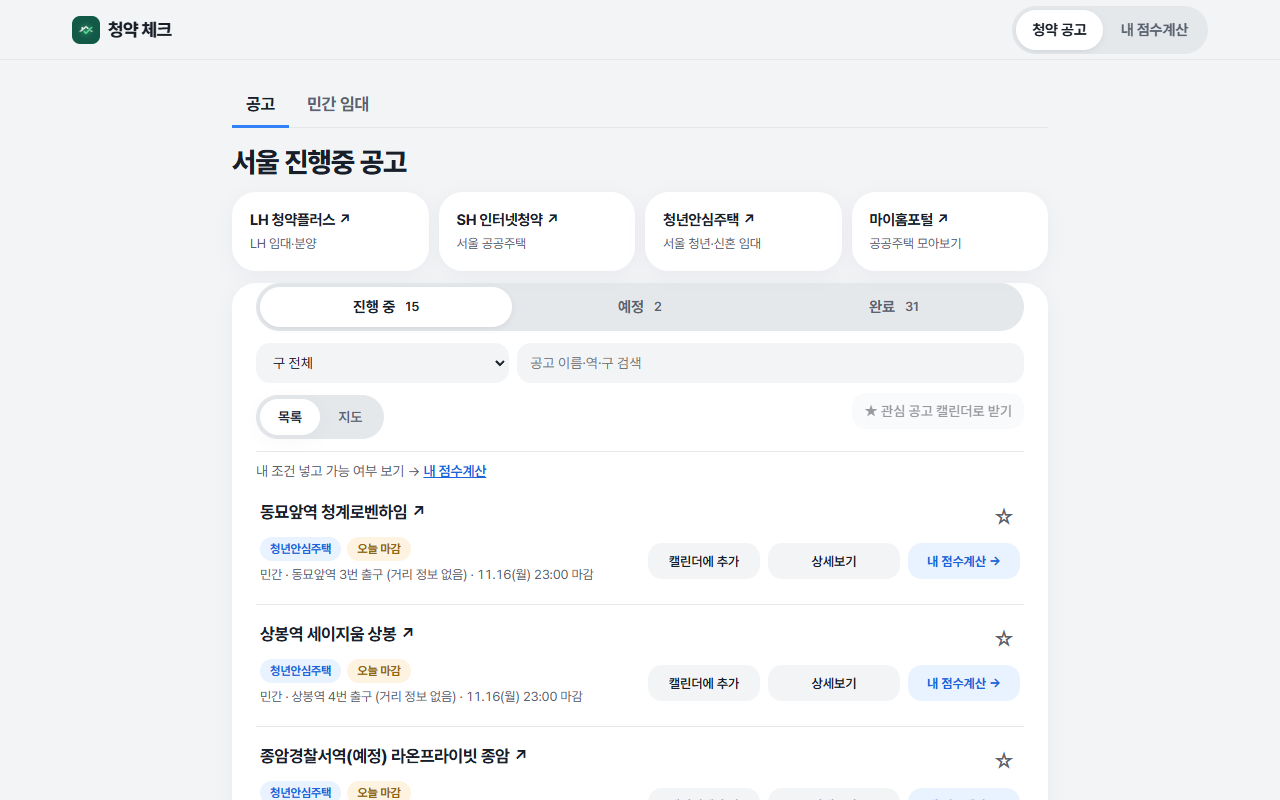 청약 체크
청약 공고 내 점수계산
공고 민간 임대
서울 진행중 공고
LH 청약플러스 ↗
LH 임대·분양
SH 인터넷청약 ↗
서울 공공주택
청년안심주택 ↗
서울 청년·신혼 임대
마이홈포털 ↗
공공주택 모아보기
진행 중 15 예정 2 완료 31
구 전체 공고 이름·역·구 검색
목록 지도 ★ 관심 공고 캘린더로 받기
내 조건 넣고 가능 여부 보기 → 내 점수계산
동묘앞역 청계로벤하임 ↗ ☆
청년안심주택 오늘 마감
민간 · 동묘앞역 3번 출구 (거리 정보 없음) · 11.16(월) 23:00 마감
캘린더에 추가 상세보기 내 점수계산 →
상봉역 세이지움 상봉 ↗ ☆
청년안심주택 오늘 마감
민간 · 상봉역 4번 출구 (거리 정보 없음) · 11.16(월) 23:00 마감
캘린더에 추가 상세보기 내 점수계산 →
종암경찰서역(예정) 라온프라이빗 종암 ↗ ☆
청년안심주택 오늘 마감